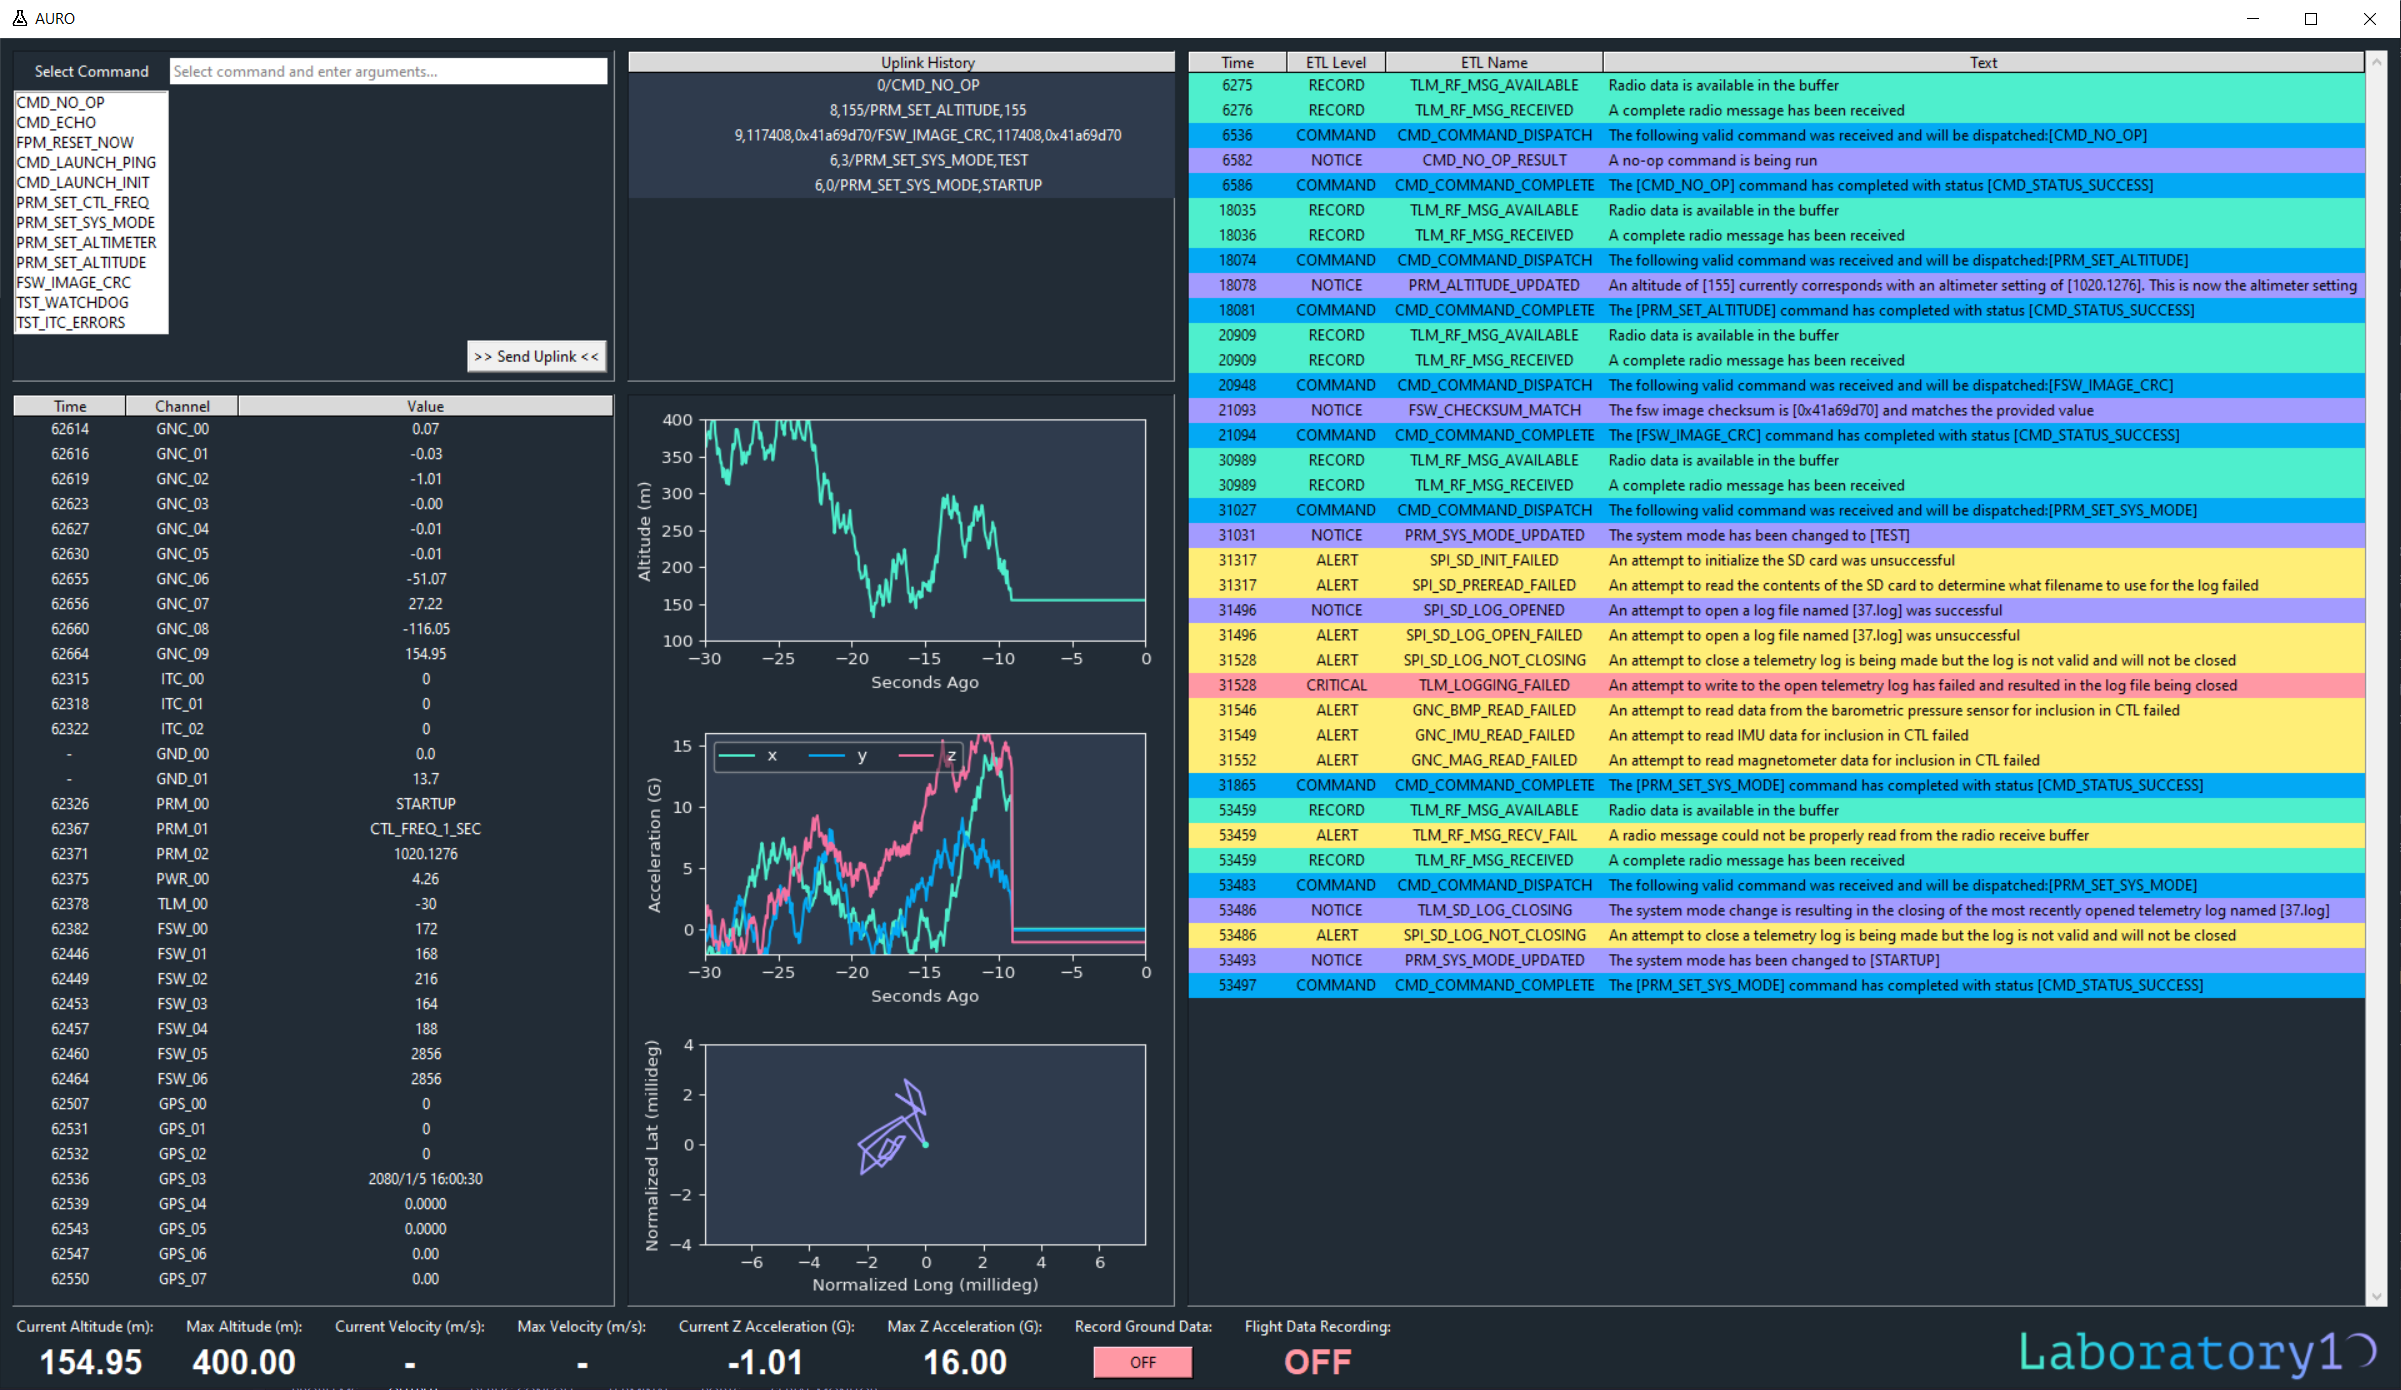 AURO
Select Command
Select command and enter arguments...
CMD_NO_OP
CMD_ECHO
FPM_RESET_NOW
CMD_LAUNCH_PING
CMD_LAUNCH_INIT
PRM_SET_CTL_FREQ
PRM_SET_SYS_MODE
PRM_SET_ALTIMETER
PRM_SET_ALTITUDE
FSW_IMAGE_CRC
TST_WATCHDOG
TST_ITC_ERRORS
>> Send Uplink <<
Time Channel Value
62614 GNC_00 0.07
62616 GNC_01 -0.03
62619 GNC_02 -1.01
62623 GNC_03 -0.00
62627 GNC_04 -0.01
62630 GNC_05 -0.01
62655 GNC_06 -51.07
62656 GNC_07 27.22
62660 GNC_08 -116.05
62664 GNC_09 154.95
62315 ITC_00 0
62318 ITC_01 0
62322 ITC_02 0
- GND_00 0.0
- GND_01 13.7
62326 PRM_00 STARTUP
62367 PRM_01 CTL_FREQ_1_SEC
62371 PRM_02 1020.1276
62375 PWR_00 4.26
62378 TLM_00 -30
62382 FSW_00 172
62446 FSW_01 168
62449 FSW_02 216
62453 FSW_03 164
62457 FSW_04 188
62460 FSW_05 2856
62464 FSW_06 2856
62507 GPS_00 0
62531 GPS_01 0
62532 GPS_02 0
62536 GPS_03 2080/1/5 16:00:30
62539 GPS_04 0.0000
62543 GPS_05 0.0000
62547 GPS_06 0.00
62550 GPS_07 0.00
Uplink History
0/CMD_NO_OP
8,155/PRM_SET_ALTITUDE,155
9,117408,0x41a69d70/FSW_IMAGE_CRC,117408,0x41a69d70
6,3/PRM_SET_SYS_MODE,TEST
6,0/PRM_SET_SYS_MODE,STARTUP
Altitude (m)
400
350
300
250
200
150
100
−30 −25 −20 −15 −10 −5 0
Seconds Ago
Acceleration (G)
x y z
15
10
5
0
−30 −25 −20 −15 −10 −5 0
Seconds Ago
Normalized Lat (millideg)
4
2
0
−2
−4
−6 −4 −2 0 2 4 6
Normalized Long (millideg)
Time ETL Level ETL Name Text
6275 RECORD TLM_RF_MSG_AVAILABLE Radio data is available in the buffer
6276 RECORD TLM_RF_MSG_RECEIVED A complete radio message has been received
6536 COMMAND CMD_COMMAND_DISPATCH The following valid command was received and will be dispatched:[CMD_NO_OP]
6582 NOTICE CMD_NO_OP_RESULT A no-op command is being run
6586 COMMAND CMD_COMMAND_COMPLETE The [CMD_NO_OP] command has completed with status [CMD_STATUS_SUCCESS]
18035 RECORD TLM_RF_MSG_AVAILABLE Radio data is available in the buffer
18036 RECORD TLM_RF_MSG_RECEIVED A complete radio message has been received
18074 COMMAND CMD_COMMAND_DISPATCH The following valid command was received and will be dispatched:[PRM_SET_ALTITUDE]
18078 NOTICE PRM_ALTITUDE_UPDATED An altitude of [155] currently corresponds with an altimeter setting of [1020.1276]. This is now the altimeter setting
18081 COMMAND CMD_COMMAND_COMPLETE The [PRM_SET_ALTITUDE] command has completed with status [CMD_STATUS_SUCCESS]
20909 RECORD TLM_RF_MSG_AVAILABLE Radio data is available in the buffer
20909 RECORD TLM_RF_MSG_RECEIVED A complete radio message has been received
20948 COMMAND CMD_COMMAND_DISPATCH The following valid command was received and will be dispatched:[FSW_IMAGE_CRC]
21093 NOTICE FSW_CHECKSUM_MATCH The fsw image checksum is [0x41a69d70] and matches the provided value
21094 COMMAND CMD_COMMAND_COMPLETE The [FSW_IMAGE_CRC] command has completed with status [CMD_STATUS_SUCCESS]
30989 RECORD TLM_RF_MSG_AVAILABLE Radio data is available in the buffer
30989 RECORD TLM_RF_MSG_RECEIVED A complete radio message has been received
31027 COMMAND CMD_COMMAND_DISPATCH The following valid command was received and will be dispatched:[PRM_SET_SYS_MODE]
31031 NOTICE PRM_SYS_MODE_UPDATED The system mode has been changed to [TEST]
31317 ALERT SPI_SD_INIT_FAILED An attempt to initialize the SD card was unsuccessful
31317 ALERT SPI_SD_PREREAD_FAILED An attempt to read the contents of the SD card to determine what filename to use for the log failed
31496 NOTICE SPI_SD_LOG_OPENED An attempt to open a log file named [37.log] was successful
31496 ALERT SPI_SD_LOG_OPEN_FAILED An attempt to open a log file named [37.log] was unsuccessful
31528 ALERT SPI_SD_LOG_NOT_CLOSING An attempt to close a telemetry log is being made but the log is not valid and will not be closed
31528 CRITICAL TLM_LOGGING_FAILED An attempt to write to the open telemetry log has failed and resulted in the log file being closed
31546 ALERT GNC_BMP_READ_FAILED An attempt to read data from the barometric pressure sensor for inclusion in CTL failed
31549 ALERT GNC_IMU_READ_FAILED An attempt to read IMU data for inclusion in CTL failed
31552 ALERT GNC_MAG_READ_FAILED An attempt to read magnetometer data for inclusion in CTL failed
31865 COMMAND CMD_COMMAND_COMPLETE The [PRM_SET_SYS_MODE] command has completed with status [CMD_STATUS_SUCCESS]
53459 RECORD TLM_RF_MSG_AVAILABLE Radio data is available in the buffer
53459 ALERT TLM_RF_MSG_RECV_FAIL A radio message could not be properly read from the radio receive buffer
53459 RECORD TLM_RF_MSG_RECEIVED A complete radio message has been received
53483 COMMAND CMD_COMMAND_DISPATCH The following valid command was received and will be dispatched:[PRM_SET_SYS_MODE]
53486 NOTICE TLM_SD_LOG_CLOSING The system mode change is resulting in the closing of the most recently opened telemetry log named [37.log]
53486 ALERT SPI_SD_LOG_NOT_CLOSING An attempt to close a telemetry log is being made but the log is not valid and will not be closed
53493 NOTICE PRM_SYS_MODE_UPDATED The system mode has been changed to [STARTUP]
53497 COMMAND CMD_COMMAND_COMPLETE The [PRM_SET_SYS_MODE] command has completed with status [CMD_STATUS_SUCCESS]
Current Altitude (m): Max Altitude (m): Current Velocity (m/s): Max Velocity (m/s): Current Z Acceleration (G): Max Z Acceleration (G): Record Ground Data: Flight Data Recording:
154.95 400.00 - - -1.01 16.00 OFF OFF
Laboratory1